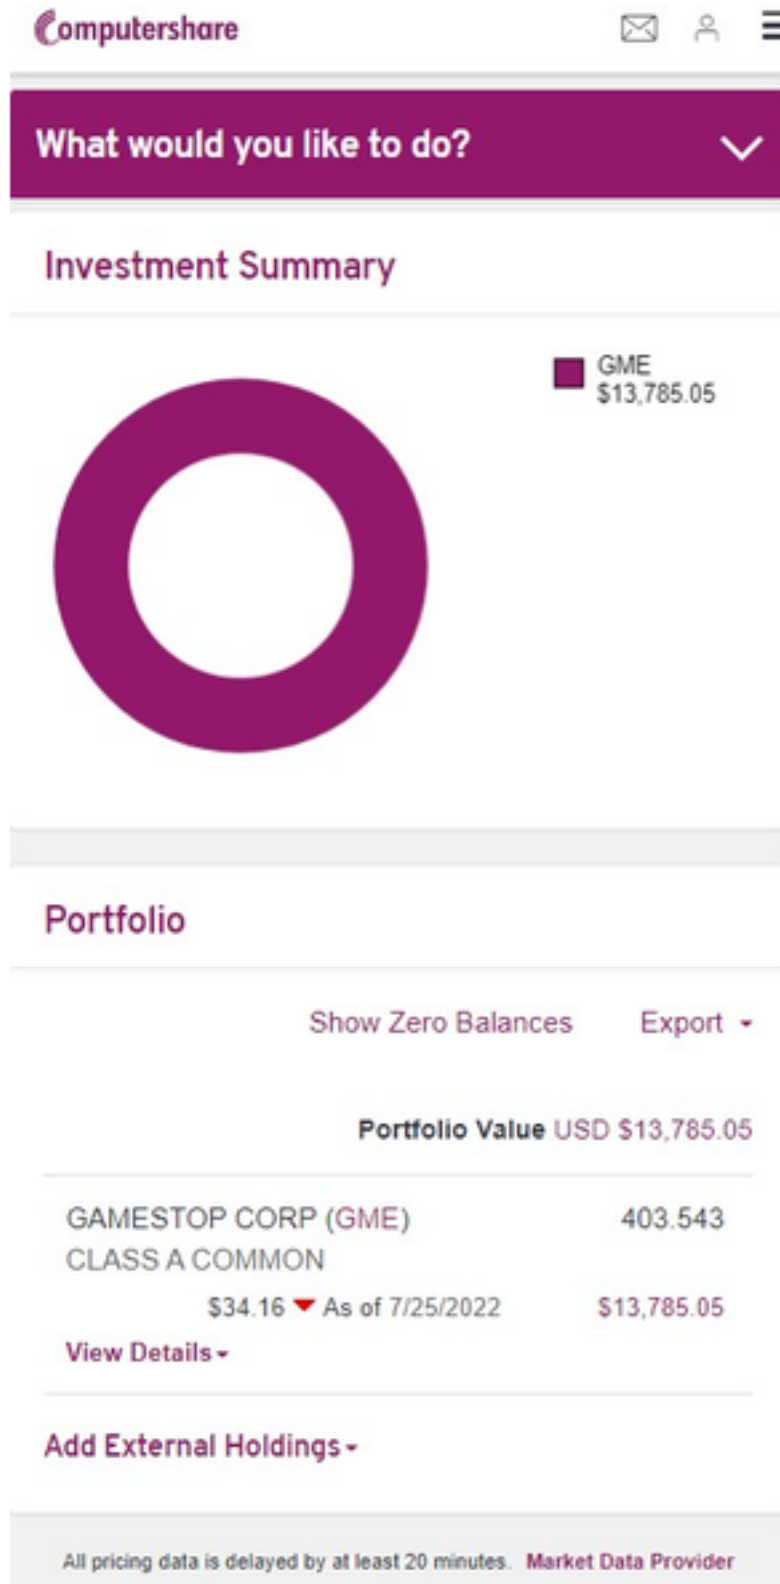 Computershare
What would you like to do?
Investment Summary
GME
$13,785.05
Portfolio
Show Zero Balances Export
Portfolio Value USD $13,785.05
GAMESTOP CORP (GME) 403.543
CLASS A COMMON
$34.16 As of 7/25/2022 $13,785.05
View Details
Add External Holdings
All pricing data is delayed by at least 20 minutes. Market Data Provider